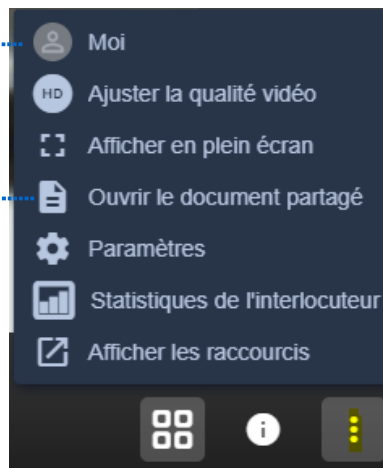 Moi
HD Ajuster la qualité vidéo
Afficher en plein écran
Ouvrir le document partagé
Paramètres
Statistiques de l'interlocuteur
Afficher les raccourcis